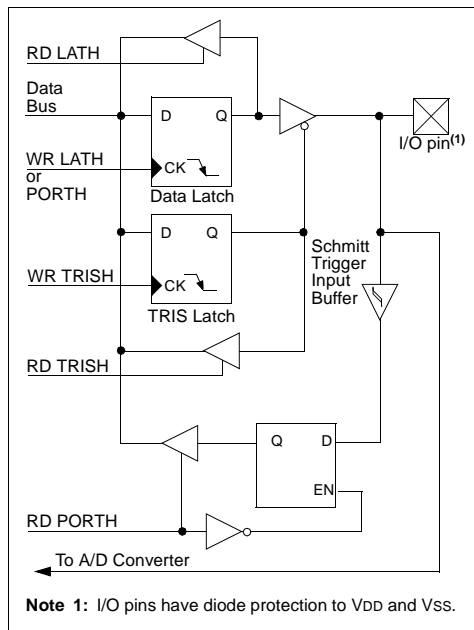 RD LATH
Data
Bus
D Q
I/O pin(1)
WR LATH
or
PORTH
CK
Data Latch
D Q
Schmitt
Trigger
Input
Buffer
WR TRISH
CK
TRIS Latch
RD TRISH
Q D
EN
RD PORTH
To A/D Converter
Note 1: I/O pins have diode protection to VDD and VSS.